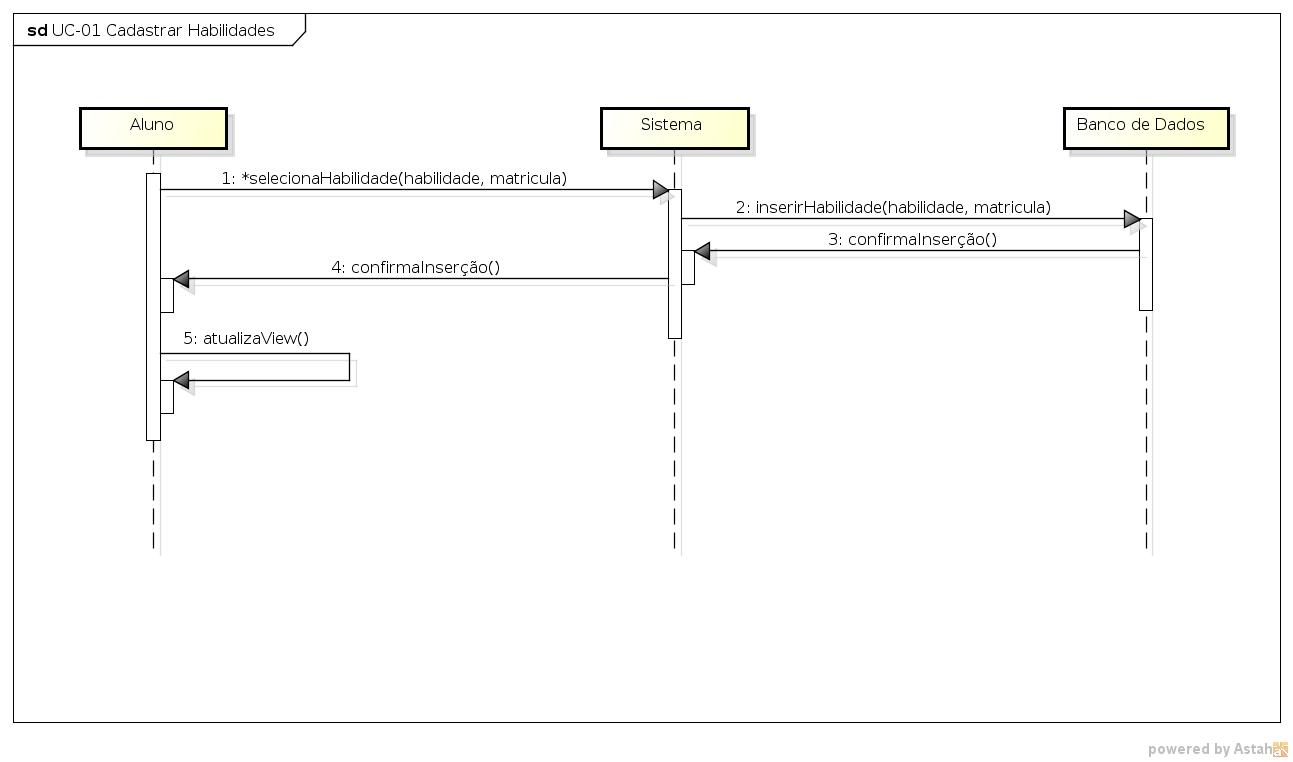 sd UC-01 Cadastrar Habilidades
Aluno
Sistema
Banco de Dados
1: *selecionaHabilidade(habilidade, matricula)
2: inserirHabilidade(habilidade, matricula)
3: confirmaInserção()
4: confirmaInserção()
5: atualizaView()
powered by Astah